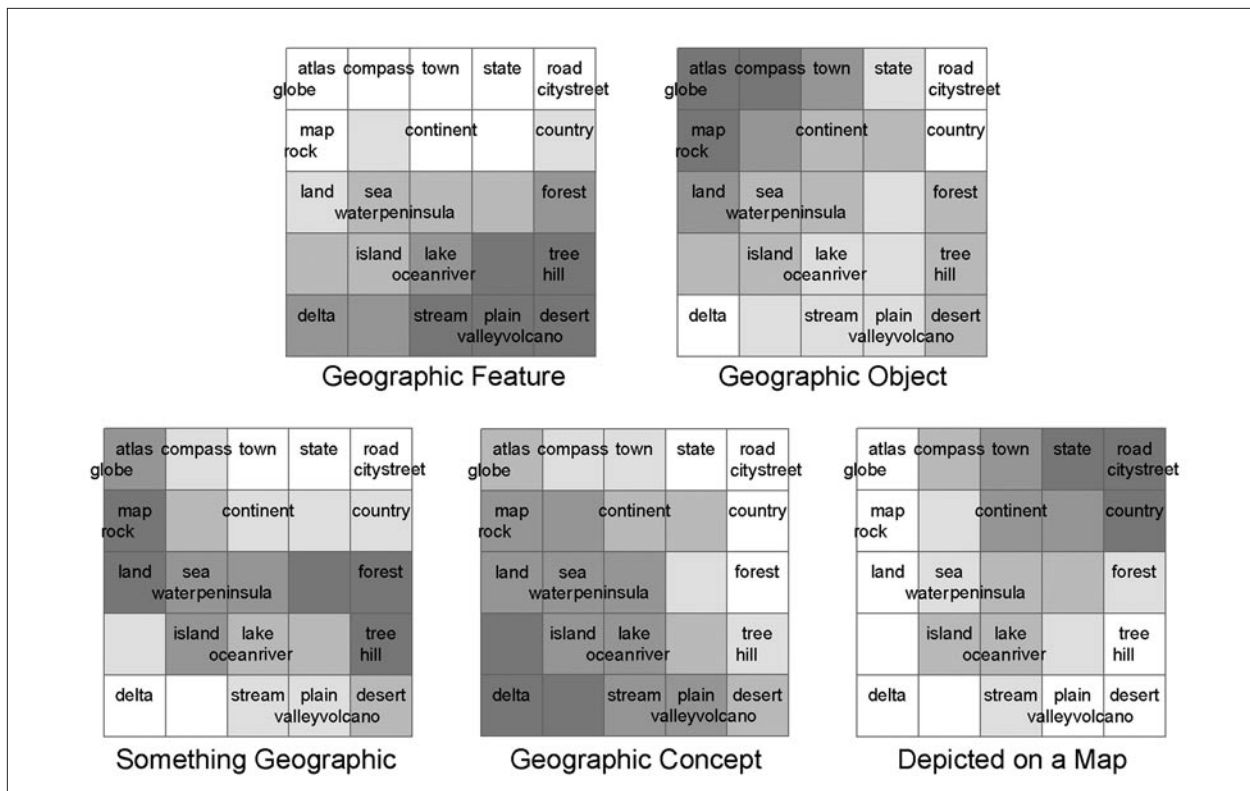 atlas compass town state road
globe citystreet
map continent country
rock
land sea forest
waterpeninsula
island lake tree
oceanriver hill
delta stream plain desert
valleyvolcano
Geographic Feature
atlas compass town state road
globe citystreet
map continent country
rock
land sea forest
waterpeninsula
island lake tree
oceanriver hill
delta stream plain desert
valleyvolcano
Geographic Object
atlas compass town state road
globe citystreet
map continent country
rock
land sea forest
waterpeninsula
island lake tree
oceanriver hill
delta stream plain desert
valleyvolcano
Something Geographic
atlas compass town state road
globe citystreet
map continent country
rock
land sea forest
waterpeninsula
island lake tree
oceanriver hill
delta stream plain desert
valleyvolcano
Geographic Concept
atlas compass town state road
globe citystreet
map continent country
rock
land sea forest
waterpeninsula
island lake tree
oceanriver hill
delta stream plain desert
valleyvolcano
Depicted on a Map